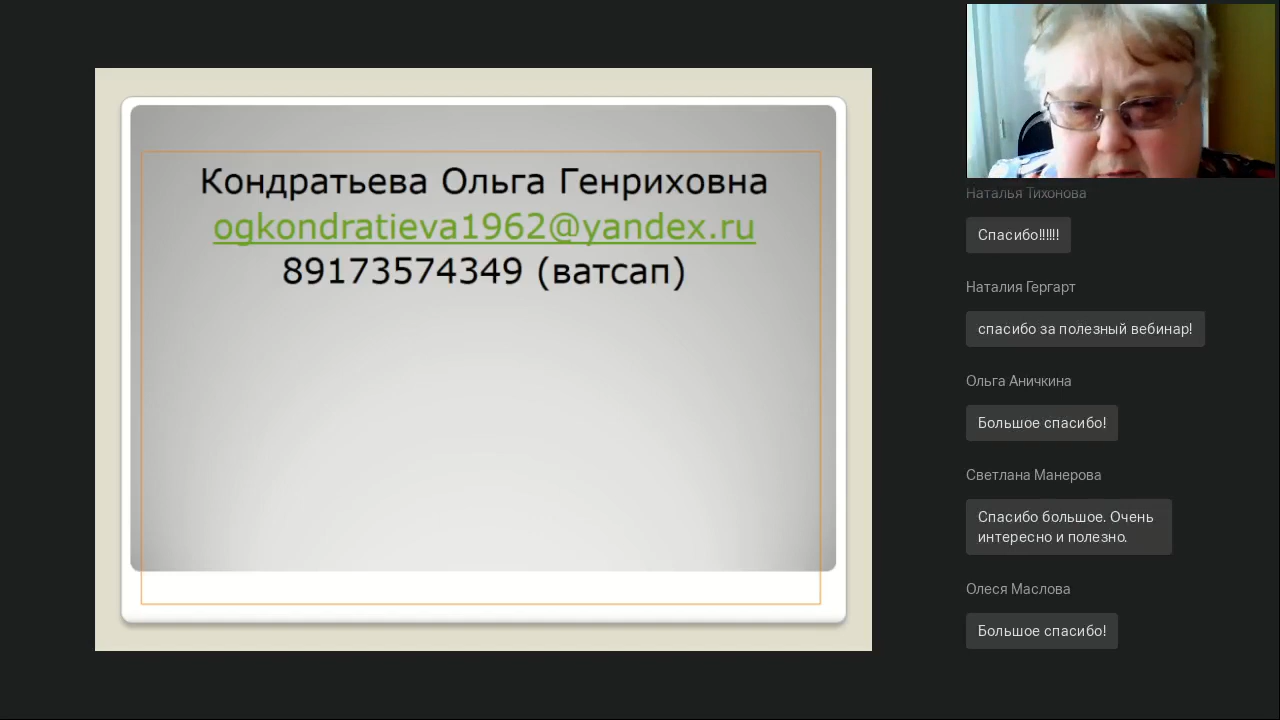 Кондратьева Ольга Генриховна
ogkondratieva1962@yandex.ru
89173574349 (ватсап)
Наталья Тихонова
Спасибо!!!!!!
Наталия Гергарт
спасибо за полезный вебинар!
Ольга Аничкина
Большое спасибо!
Светлана Манерова
Спасибо большое. Очень
интересно и полезно.
Олеся Маслова
Большое спасибо!